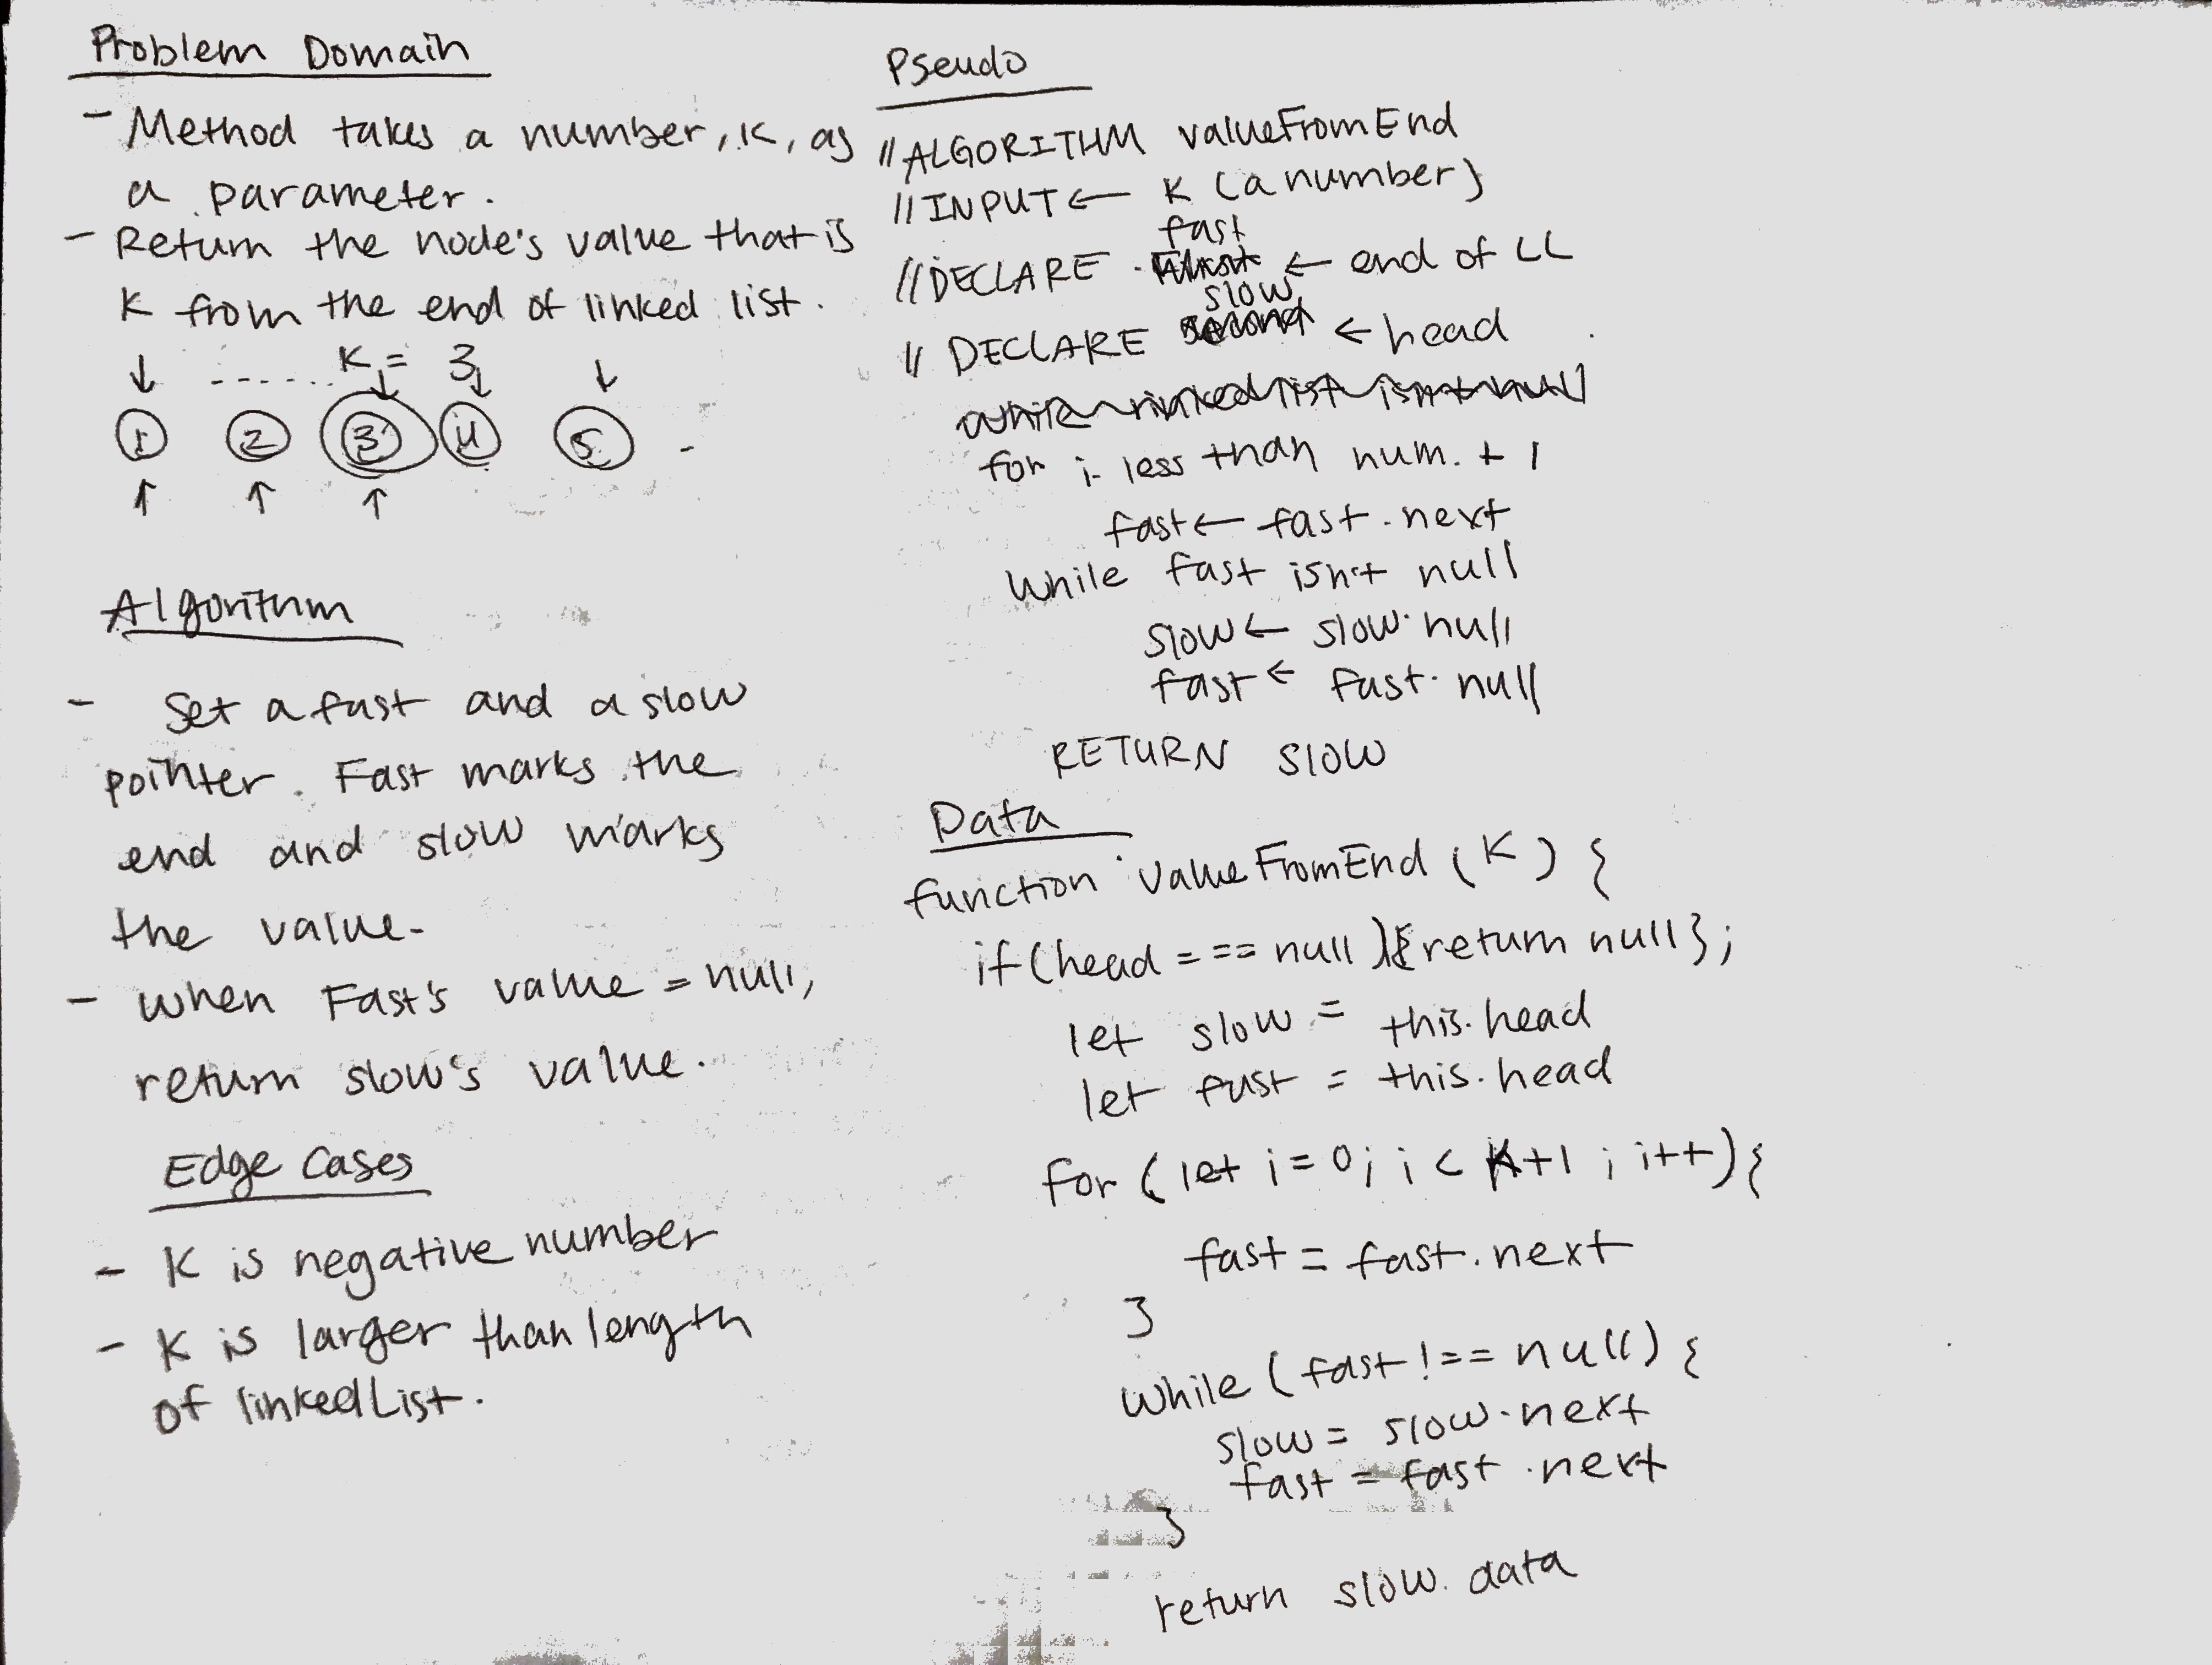 Problem Domain
- Method takes a number, K, as
a parameter.
- Return the node's value that is
K from the end of linked list.
K = 3
1 2 3 4 5
Algorithm
- Set a fast and a slow
pointer. Fast marks the
end and slow marks
the value.
- when Fast's value = null,
return slow's value.
Edge Cases
- K is negative number
- K is larger than length
of linkedList.
Pseudo
//ALGORITHM valueFromEnd
//INPUT ← K (a number)
fast
//DECLARE ← end of LL
slow
// DECLARE second ← head
while linked list isn't null
for i less than num. + 1
fast ← fast.next
while fast isn't null
slow ← slow.null
fast ← fast.null
RETURN slow
Data
function valueFromEnd (K) {
if (head === null){return null};
let slow = this.head
let fast = this.head
for (let i = 0; i < K+1; i++){
fast = fast.next
}
while (fast !== null) {
slow = slow.next
fast = fast.next
}
return slow.data